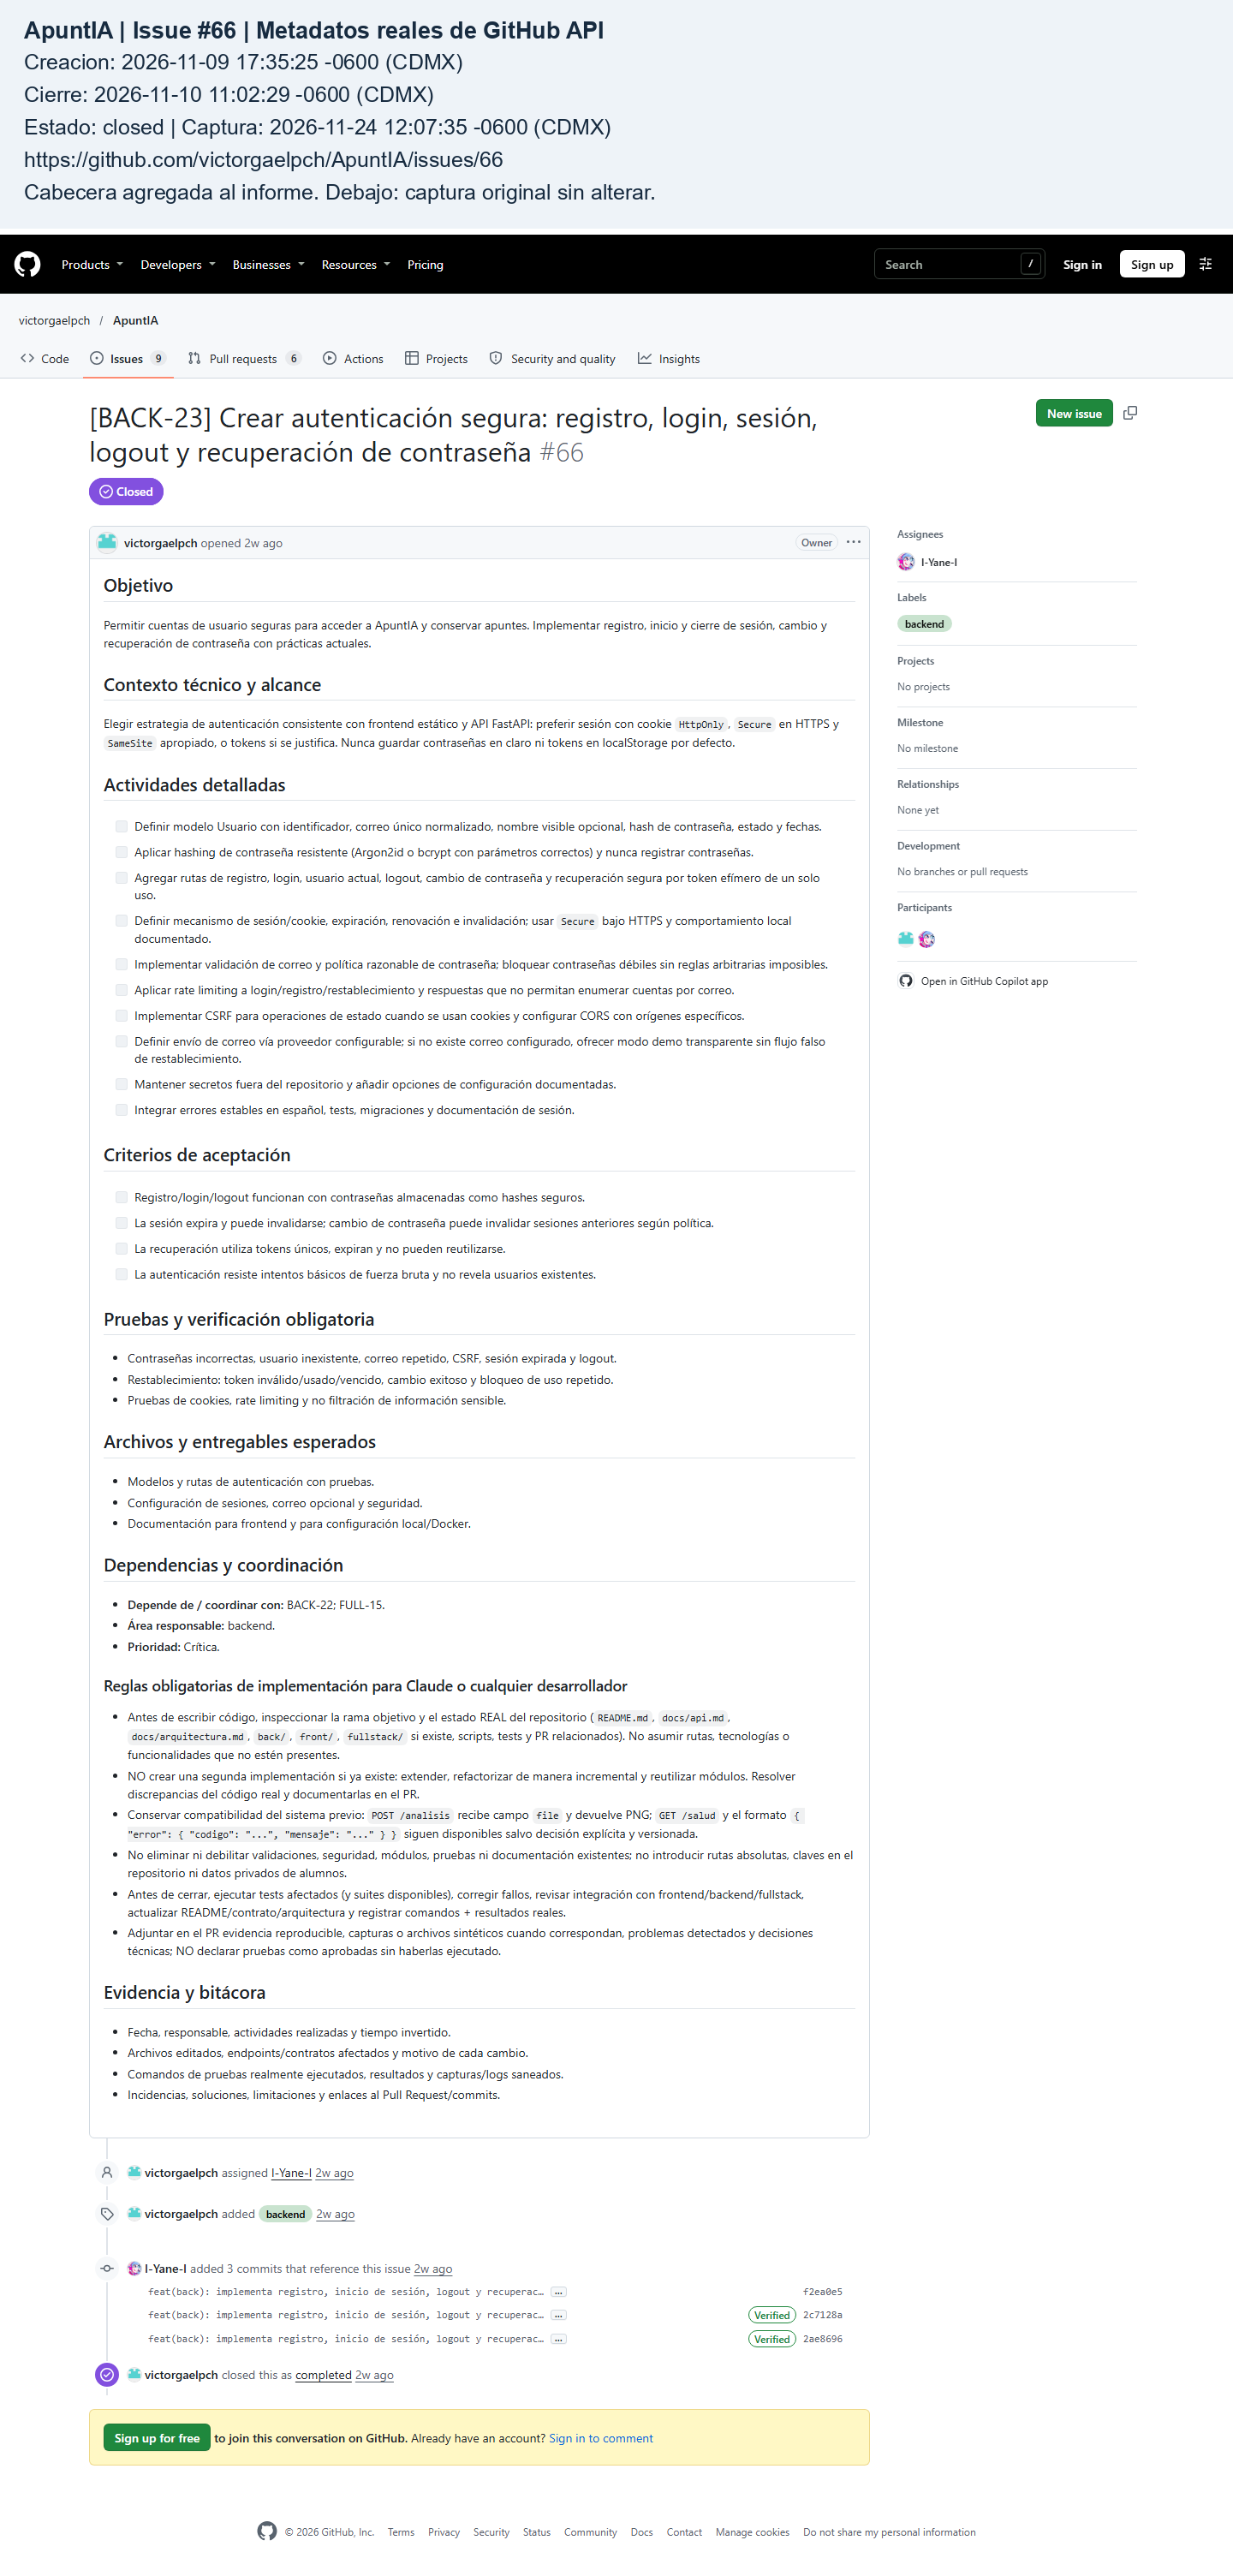 ApuntIA | Issue #66 | Metadatos reales de GitHub API
Creacion: 2026-11-09 17:35:25 -0600 (CDMX)
Cierre: 2026-11-10 11:02:29 -0600 (CDMX)
Estado: closed | Captura: 2026-11-24 12:07:35 -0600 (CDMX)
https://github.com/victorgaelpch/ApuntIA/issues/66
Cabecera agregada al informe. Debajo: captura original sin alterar.
Products Developers Businesses Resources Pricing Search / Sign in Sign up
victorgaelpch / ApuntIA
Code Issues 9 Pull requests 6 Actions Projects Security and quality Insights
[BACK-23] Crear autenticación segura: registro, login, sesión,
logout y recuperación de contraseña #66
New issue
Closed
victorgaelpch opened 2w ago Owner
Objetivo
Permitir cuentas de usuario seguras para acceder a ApuntIA y conservar apuntes. Implementar registro, inicio y cierre de sesión, cambio y
recuperación de contraseña con prácticas actuales.
Contexto técnico y alcance
Elegir estrategia de autenticación consistente con frontend estático y API FastAPI: preferir sesión con cookie HttpOnly, Secure en HTTPS y
SameSite apropiado, o tokens si se justifica. Nunca guardar contraseñas en claro ni tokens en localStorage por defecto.
Actividades detalladas
Definir modelo Usuario con identificador, correo único normalizado, nombre visible opcional, hash de contraseña, estado y fechas.
Aplicar hashing de contraseña resistente (Argon2id o bcrypt con parámetros correctos) y nunca registrar contraseñas.
Agregar rutas de registro, login, usuario actual, logout, cambio de contraseña y recuperación segura por token efímero de un solo
uso.
Definir mecanismo de sesión/cookie, expiración, renovación e invalidación; usar Secure bajo HTTPS y comportamiento local
documentado.
Implementar validación de correo y política razonable de contraseña; bloquear contraseñas débiles sin reglas arbitrarias imposibles.
Aplicar rate limiting a login/registro/restablecimiento y respuestas que no permitan enumerar cuentas por correo.
Implementar CSRF para operaciones de estado cuando se usan cookies y configurar CORS con orígenes específicos.
Definir envío de correo vía proveedor configurable; si no existe correo configurado, ofrecer modo demo transparente sin flujo falso
de restablecimiento.
Mantener secretos fuera del repositorio y añadir opciones de configuración documentadas.
Integrar errores estables en español, tests, migraciones y documentación de sesión.
Criterios de aceptación
Registro/login/logout funcionan con contraseñas almacenadas como hashes seguros.
La sesión expira y puede invalidarse; cambio de contraseña puede invalidar sesiones anteriores según política.
La recuperación utiliza tokens únicos, expiran y no pueden reutilizarse.
La autenticación resiste intentos básicos de fuerza bruta y no revela usuarios existentes.
Pruebas y verificación obligatoria
Contraseñas incorrectas, usuario inexistente, correo repetido, CSRF, sesión expirada y logout.
Restablecimiento: token inválido/usado/vencido, cambio exitoso y bloqueo de uso repetido.
Pruebas de cookies, rate limiting y no filtración de información sensible.
Archivos y entregables esperados
Modelos y rutas de autenticación con pruebas.
Configuración de sesiones, correo opcional y seguridad.
Documentación para frontend y para configuración local/Docker.
Dependencias y coordinación
Depende de / coordinar con: BACK-22; FULL-15.
Área responsable: backend.
Prioridad: Crítica.
Reglas obligatorias de implementación para Claude o cualquier desarrollador
Antes de escribir código, inspeccionar la rama objetivo y el estado REAL del repositorio (README.md, docs/api.md,
docs/arquitectura.md, back/, front/, fullstack/ si existe, scripts, tests y PR relacionados). No asumir rutas, tecnologías o
funcionalidades que no estén presentes.
NO crear una segunda implementación si ya existe: extender, refactorizar de manera incremental y reutilizar módulos. Resolver
discrepancias del código real y documentarlas en el PR.
Conservar compatibilidad del sistema previo: POST /analisis recibe campo file y devuelve PNG; GET /salud y el formato {
"error": { "codigo": "...", "mensaje": "..." } } siguen disponibles salvo decisión explícita y versionada.
No eliminar ni debilitar validaciones, seguridad, módulos, pruebas ni documentación existentes; no introducir rutas absolutas, claves en el
repositorio ni datos privados de alumnos.
Antes de cerrar, ejecutar tests afectados (y suites disponibles), corregir fallos, revisar integración con frontend/backend/fullstack,
actualizar README/contrato/arquitectura y registrar comandos + resultados reales.
Adjuntar en el PR evidencia reproducible, capturas o archivos sintéticos cuando correspondan, problemas detectados y decisiones
técnicas; NO declarar pruebas como aprobadas sin haberlas ejecutado.
Evidencia y bitácora
Fecha, responsable, actividades realizadas y tiempo invertido.
Archivos editados, endpoints/contratos afectados y motivo de cada cambio.
Comandos de pruebas realmente ejecutados, resultados y capturas/logs saneados.
Incidencias, soluciones, limitaciones y enlaces al Pull Request/commits.
Assignees
I-Yane-I
Labels
backend
Projects
No projects
Milestone
No milestone
Relationships
None yet
Development
No branches or pull requests
Participants
Open in GitHub Copilot app
victorgaelpch assigned I-Yane-I 2w ago
victorgaelpch added backend 2w ago
I-Yane-I added 3 commits that reference this issue 2w ago
feat(back): implementa registro, inicio de sesión, logout y recuperac… … f2ea0e5
feat(back): implementa registro, inicio de sesión, logout y recuperac… … Verified 2c7128a
feat(back): implementa registro, inicio de sesión, logout y recuperac… … Verified 2ae8696
victorgaelpch closed this as completed 2w ago
Sign up for free to join this conversation on GitHub. Already have an account? Sign in to comment
© 2026 GitHub, Inc. Terms Privacy Security Status Community Docs Contact Manage cookies Do not share my personal information